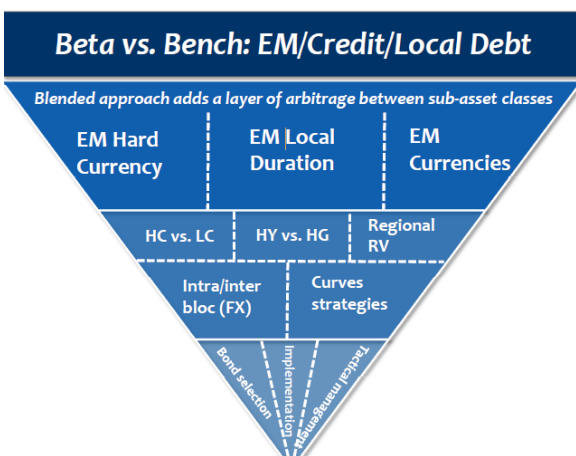 Beta vs. Bench: EM/Credit/Local Debt
Blended approach adds a layer of arbitrage between sub-asset classes
EM Hard
Currency
EM Local
Duration
EM
Currencies
HC vs. LC
HY vs. HG
Regional
RV
Intra/inter
bloc (FX)
Curves
strategies
Bond selection
Implementation
Tactical management